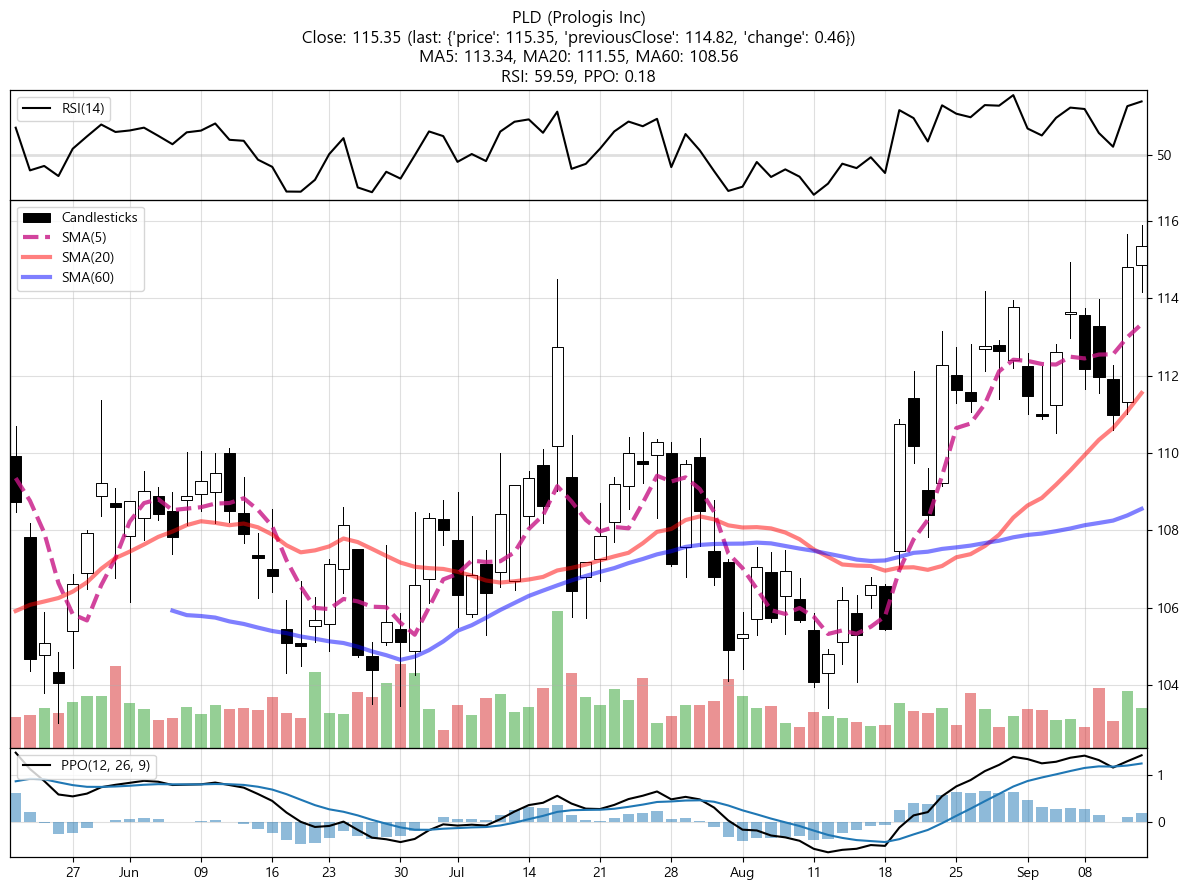 PLD (Prologis Inc)
Close: 115.35 (last: {'price': 115.35, 'previousClose': 114.82, 'change': 0.46})
MA5: 113.34, MA20: 111.55, MA60: 108.56
RSI: 59.59, PPO: 0.18
RSI(14)
50
Candlesticks
SMA(5)
SMA(20)
SMA(60)
116
114
112
110
108
106
104
PPO(12, 26, 9)
1
0
27 Jun 09 16 23 30 Jul 14 21 28 Aug 11 18 25 Sep 08